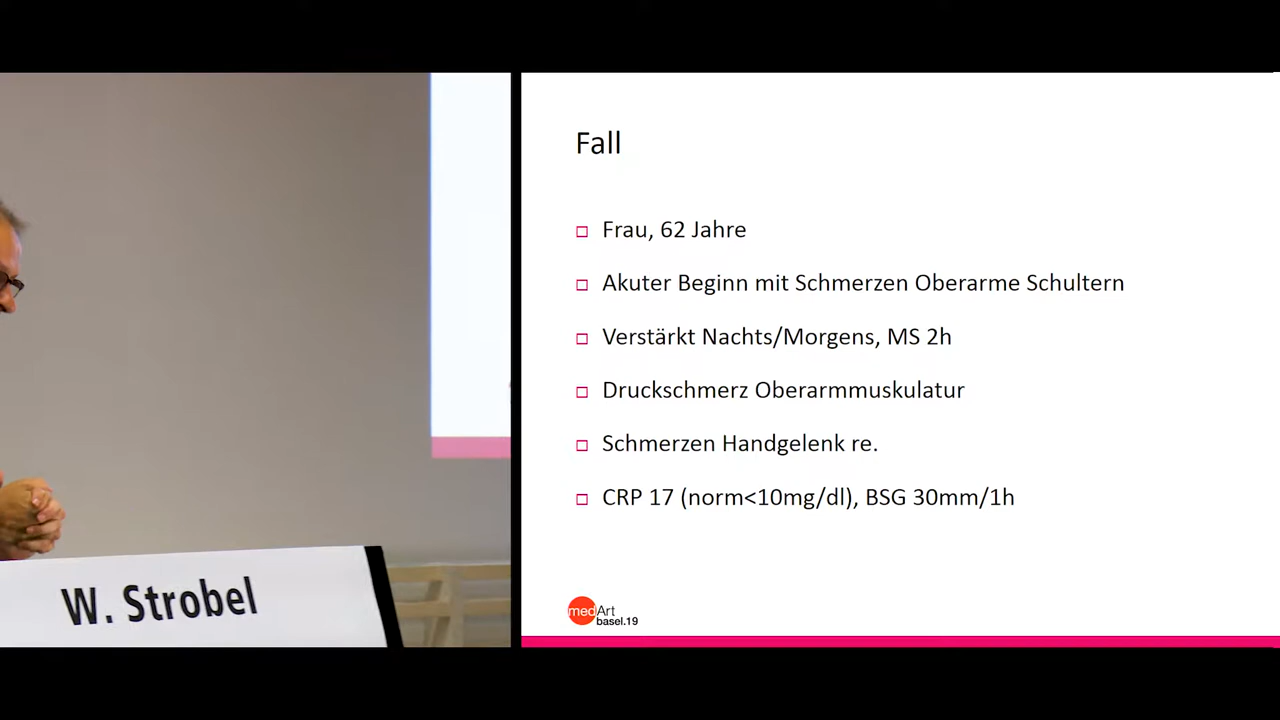 Fall
Frau, 62 Jahre
Akuter Beginn mit Schmerzen Oberarme Schultern
Verstärkt Nachts/Morgens, MS 2h
Druckschmerz Oberarmmuskulatur
Schmerzen Handgelenk re.
CRP 17 (norm<10mg/dl), BSG 30mm/1h
medArt
basel.19
W. Strobel